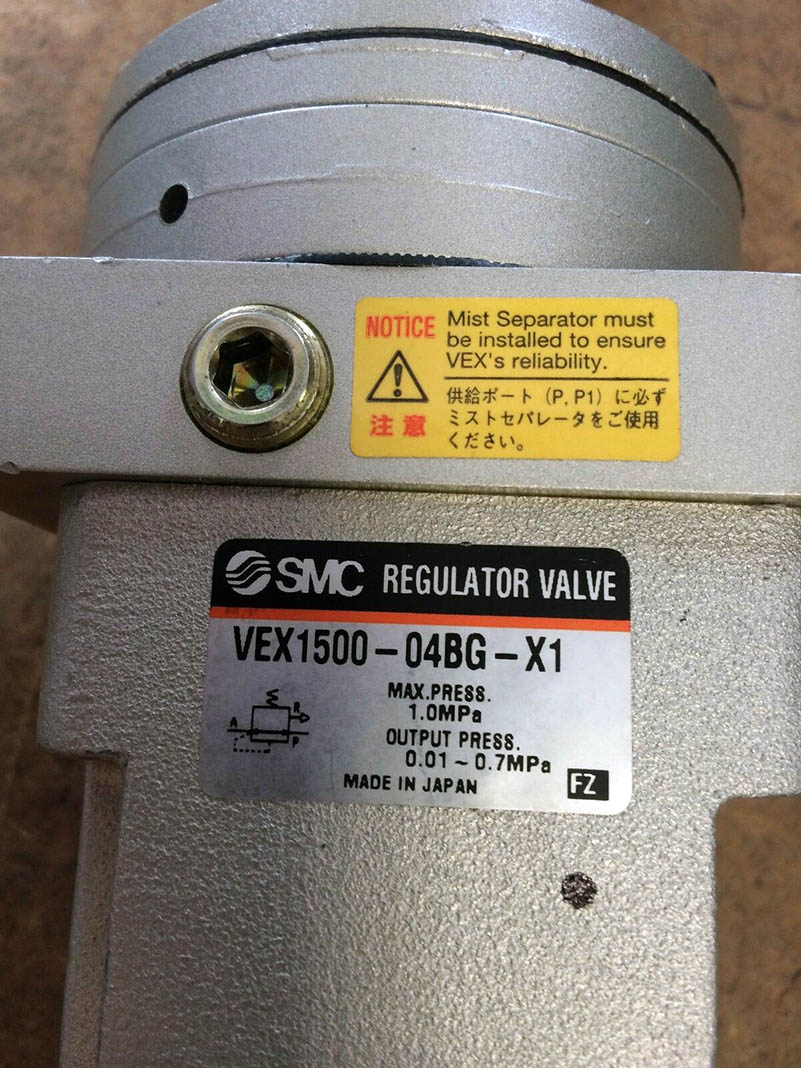 NOTICE
Mist Separator must
be installed to ensure
VEX's reliability.
注意
供給ポート (P, P1) に必ず
ミストセパレータをご使用
ください。
SMC REGULATOR VALVE
VEX1500-04BG-X1
MAX.PRESS.
1.0MPa
OUTPUT PRESS.
0.01~0.7MPa
A
R
P
MADE IN JAPAN
FZ